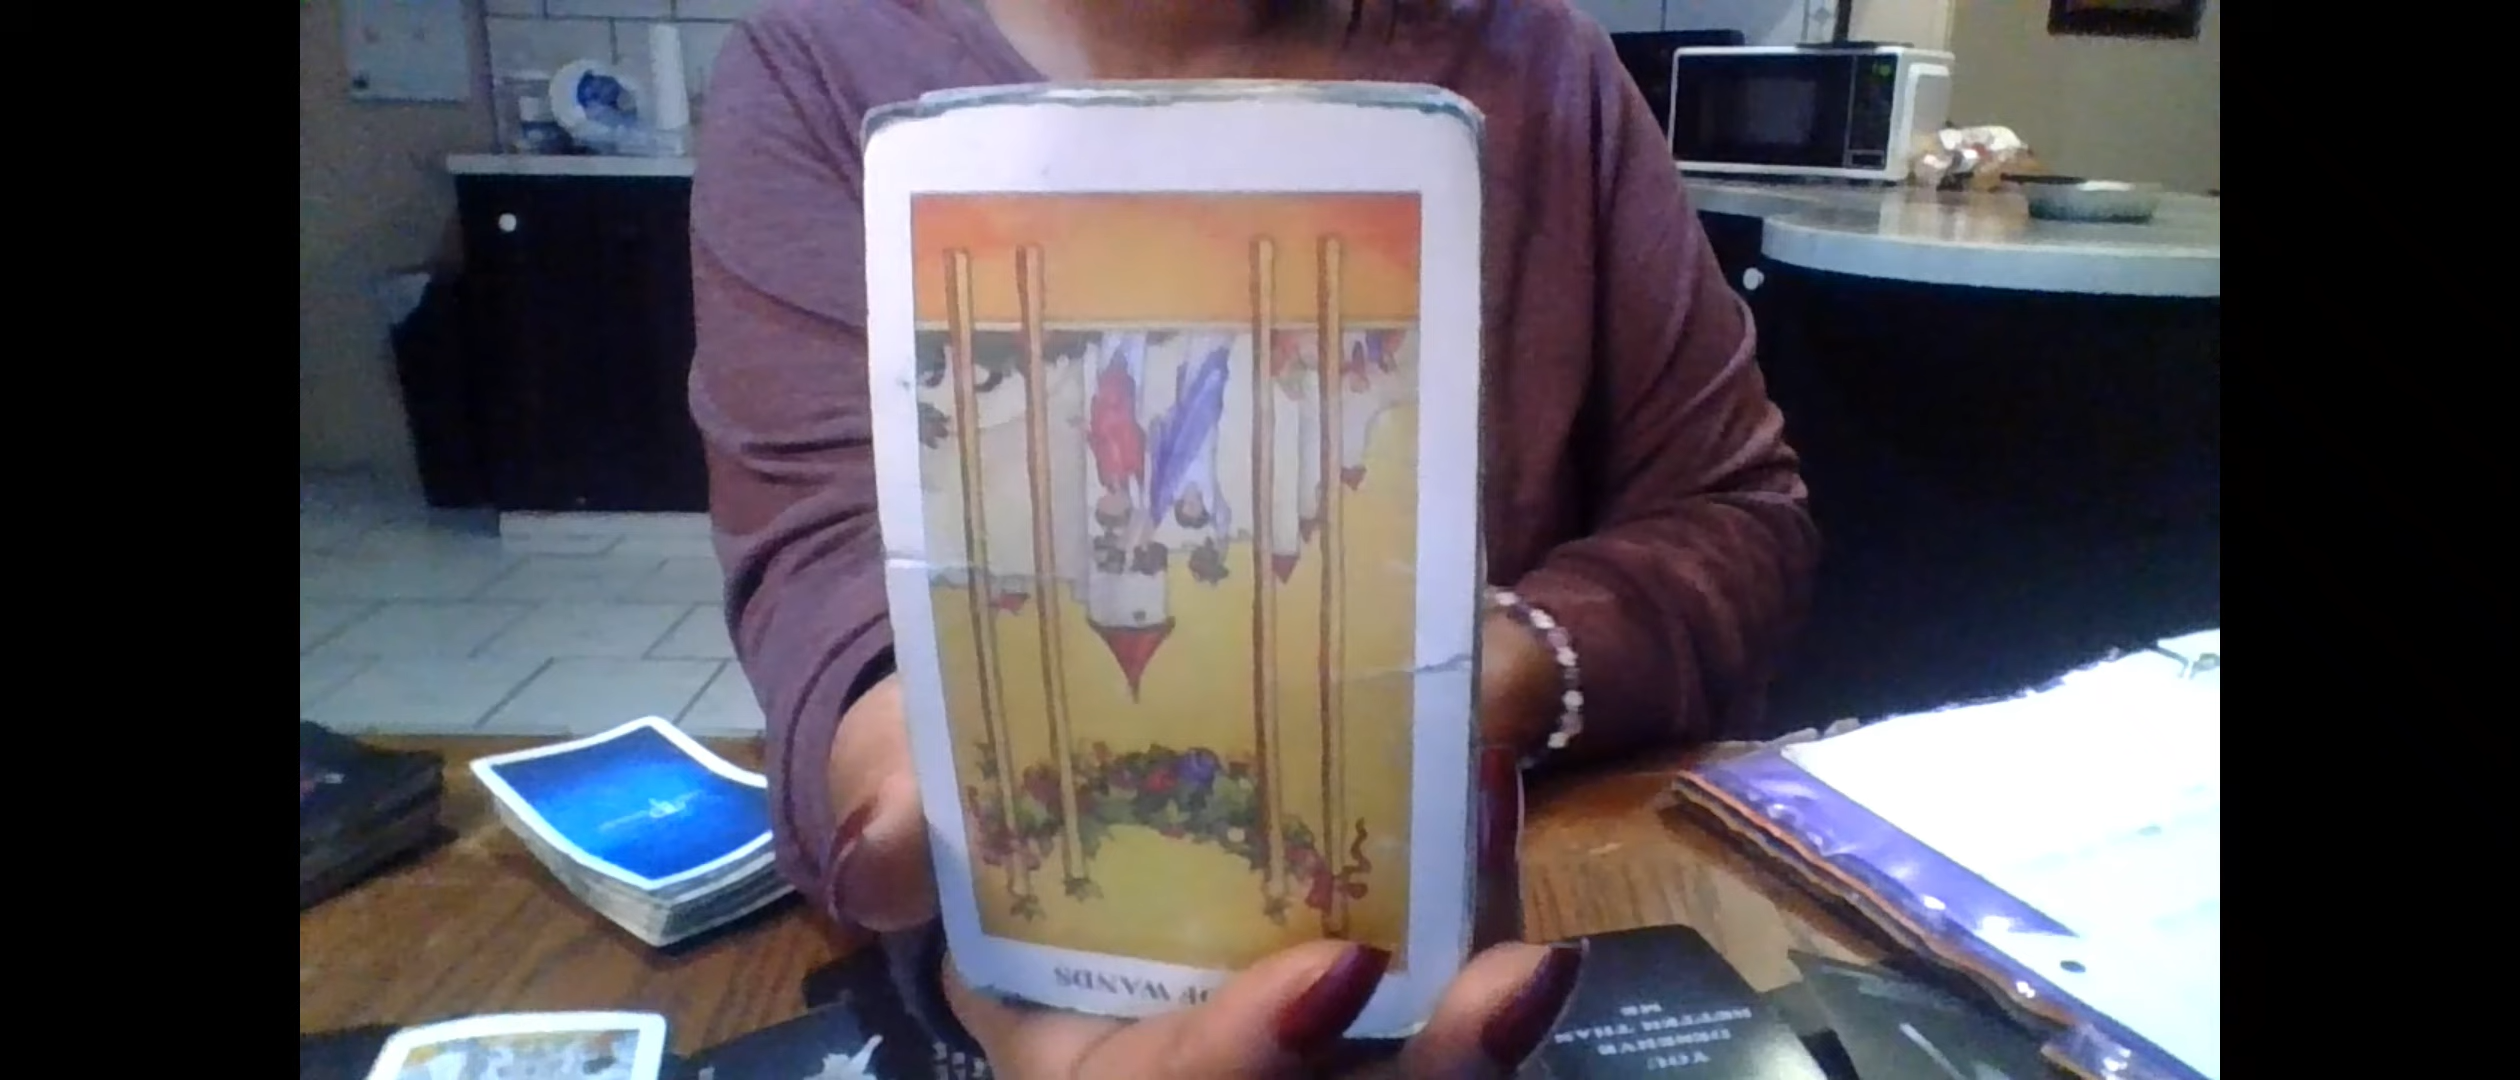 OF WANDS
YOU
DESERVE
BETTER THAN
ME